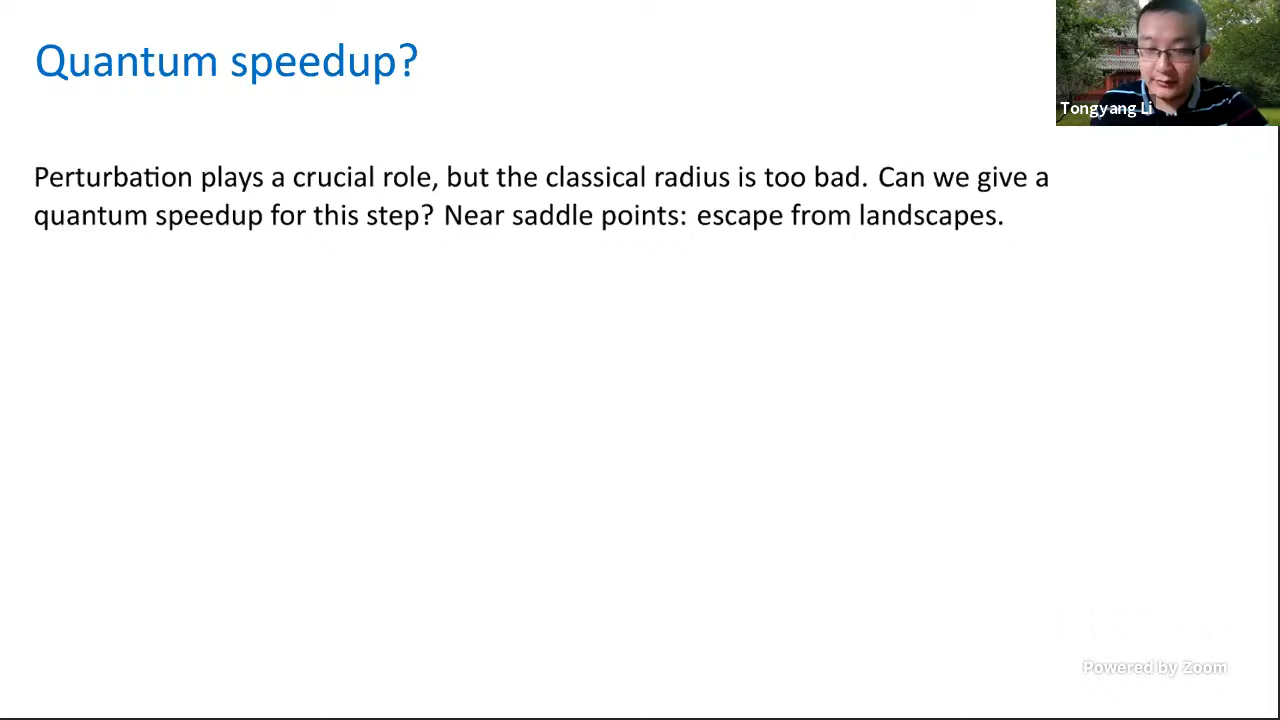 Quantum speedup?
Tongyang Li
Perturbation plays a crucial role, but the classical radius is too bad. Can we give a
quantum speedup for this step? Near saddle points: escape from landscapes.
Powered by Zoom